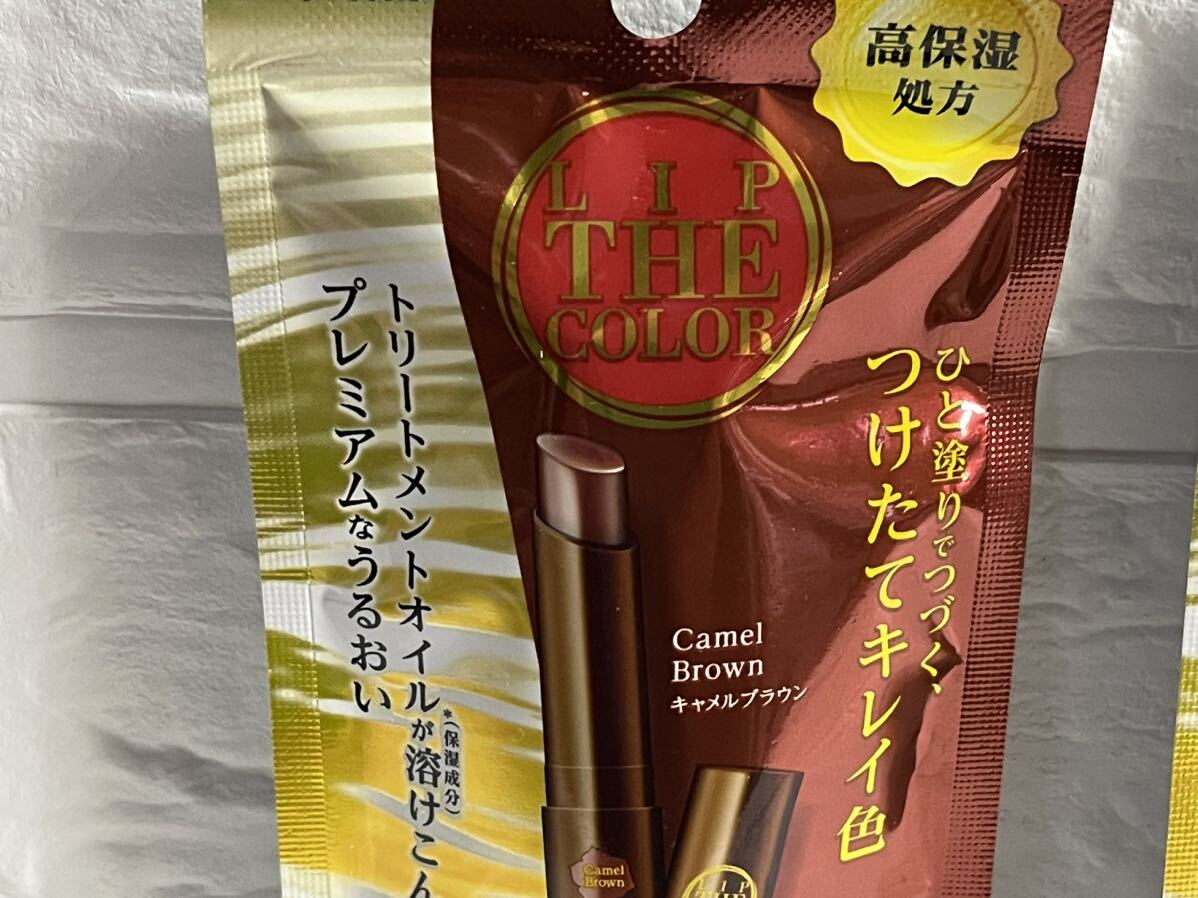 高保湿
処方
LIP
THE
COLOR
ひと塗りでつづく、
つけたてキレイ色
トリートメントオイルが溶けこん
*(保湿成分)
プレミアムなうるおい
Camel
Brown
キャメルブラウン
Camel
Brown
LIP
THE